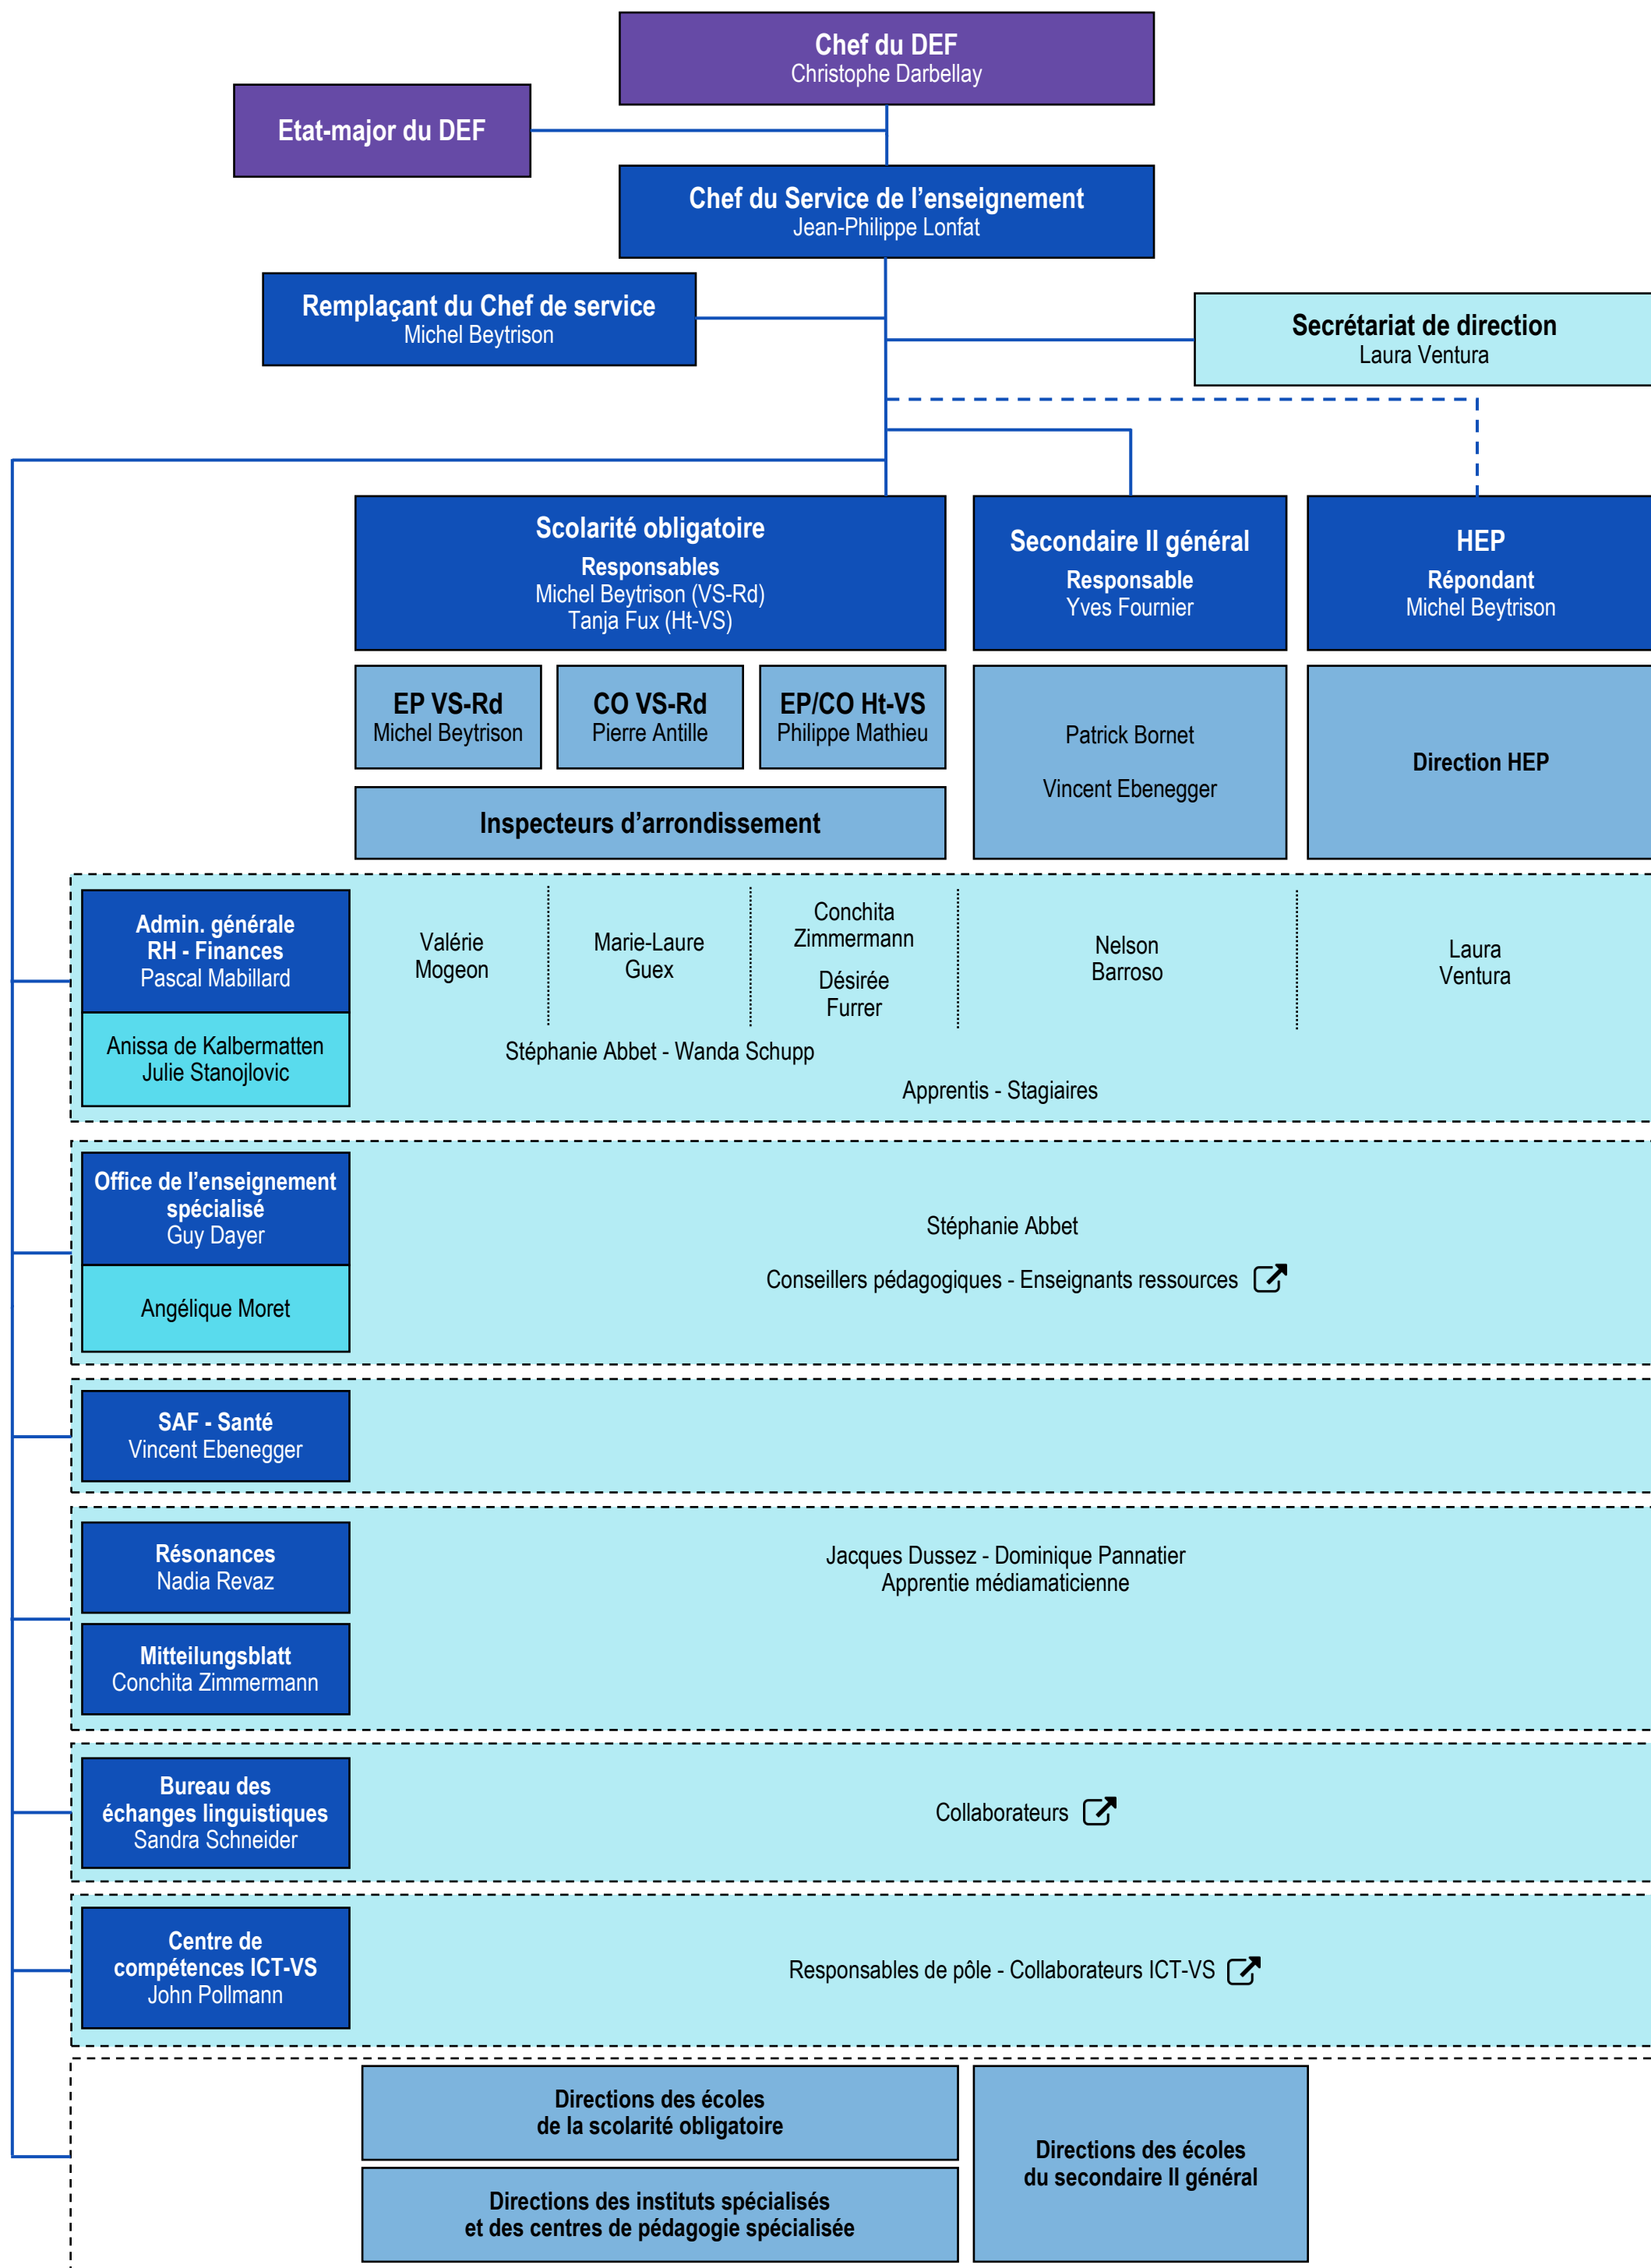 Chef du DEF
Christophe Darbellay
Etat-major du DEF
Chef du Service de l’enseignement
Jean-Philippe Lonfat
Remplaçant du Chef de service
Michel Beytrison
Secrétariat de direction
Laura Ventura
Scolarité obligatoire
Responsables
Michel Beytrison (VS-Rd)
Tanja Fux (Ht-VS)
Secondaire II général
Responsable
Yves Fournier
HEP
Répondant
Michel Beytrison
EP VS-Rd
Michel Beytrison
CO VS-Rd
Pierre Antille
EP/CO Ht-VS
Philippe Mathieu
Patrick Bornet
Vincent Ebenegger
Direction HEP
Inspecteurs d’arrondissement
Admin. générale
RH - Finances
Pascal Mabillard
Anissa de Kalbermatten
Julie Stanojlovic
Valérie
Mogeon
Marie-Laure
Guex
Conchita
Zimmermann
Désirée
Furrer
Nelson
Barroso
Laura
Ventura
Stéphanie Abbet - Wanda Schupp
Apprentis - Stagiaires
Office de l’enseignement
spécialisé
Guy Dayer
Angélique Moret
Stéphanie Abbet
Conseillers pédagogiques - Enseignants ressources
SAF - Santé
Vincent Ebenegger
Résonances
Nadia Revaz
Jacques Dussez - Dominique Pannatier
Apprentie médiamaticienne
Mitteilungsblatt
Conchita Zimmermann
Bureau des
échanges linguistiques
Sandra Schneider
Collaborateurs
Centre de
compétences ICT-VS
John Pollmann
Responsables de pôle - Collaborateurs ICT-VS
Directions des écoles
de la scolarité obligatoire
Directions des écoles
du secondaire II général
Directions des instituts spécialisés
et des centres de pédagogie spécialisée